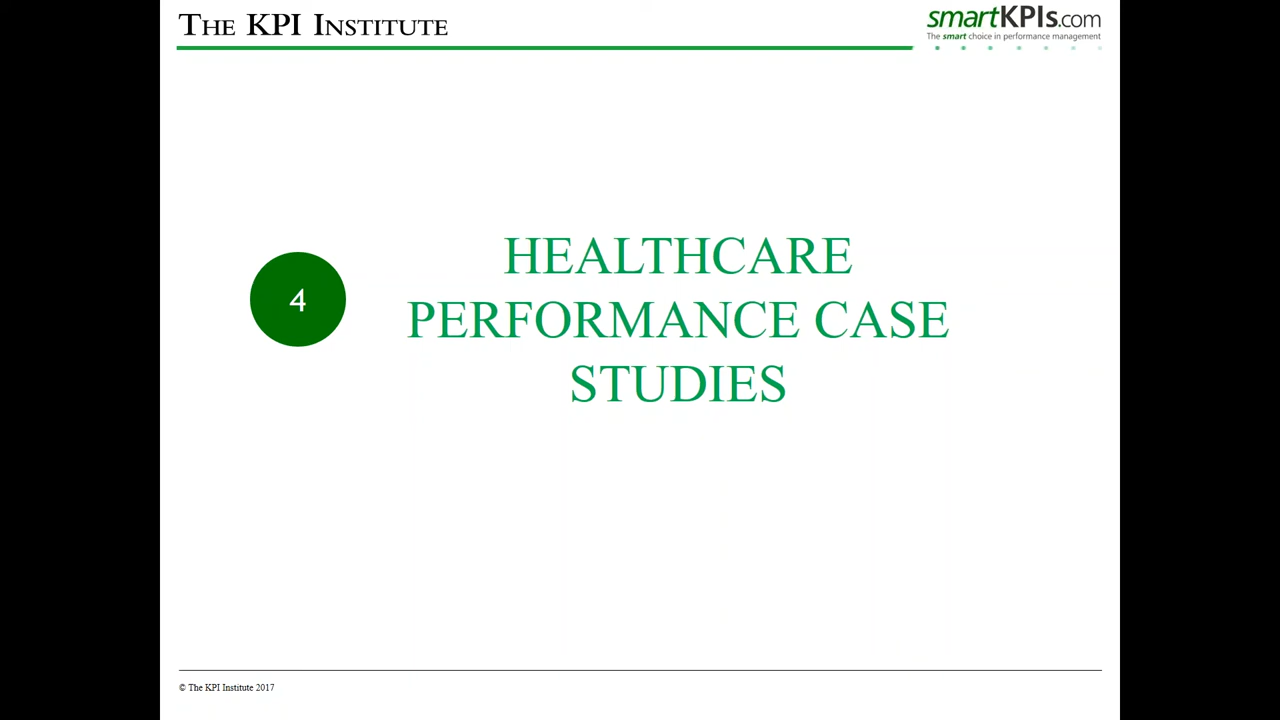 THE KPI INSTITUTE
smartKPIs.com
The smart choice in performance management
4
HEALTHCARE
PERFORMANCE CASE
STUDIES
© The KPI Institute 2017